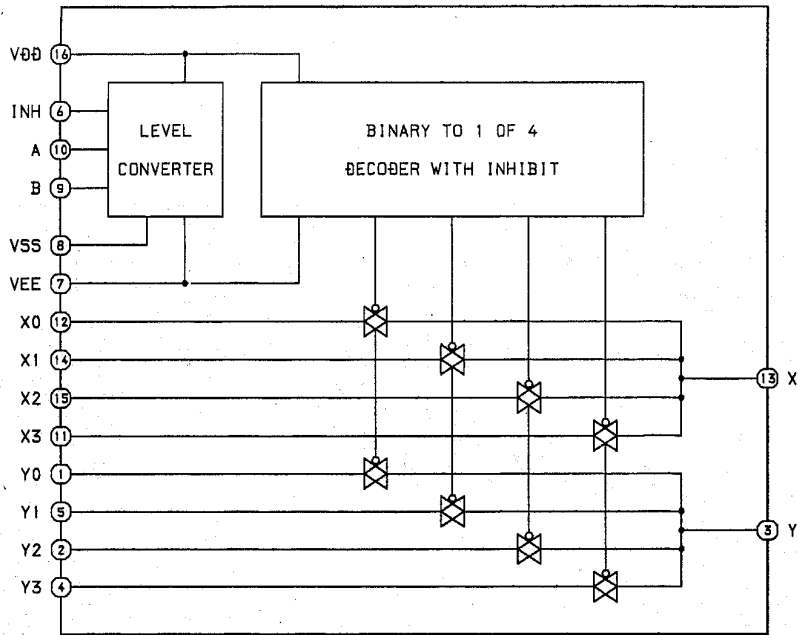 VDD 16
INH 6
A 10
B 9
VSS 8
VEE 7
X0 12
X1 14
X2 15
X3 11
Y0 1
Y1 5
Y2 2
Y3 4
LEVEL
CONVERTER
BINARY TO 1 OF 4
DECODER WITH INHIBIT
13 X
3 Y